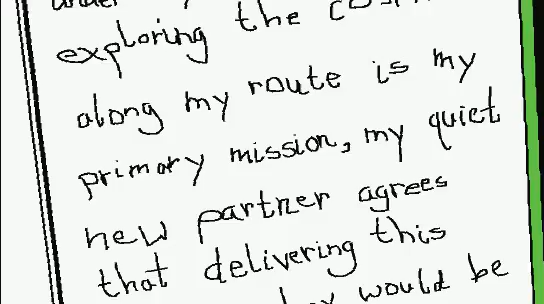 exploring the
along my route is my
primary mission, my quiet
new partner agrees
that delivering this
would be